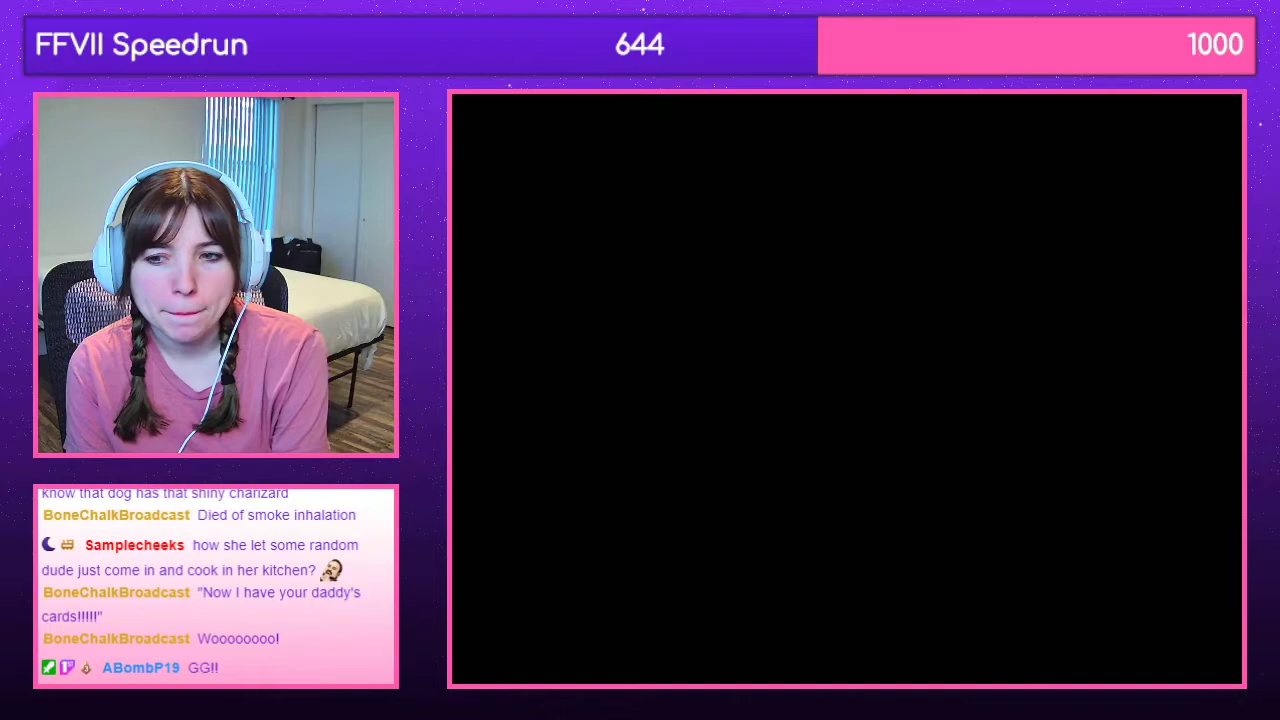 FFVII Speedrun 644 1000
know that dog has that shiny charizard
BoneChalkBroadcast Died of smoke inhalation
Samplecheeks how she let some random
dude just come in and cook in her kitchen?
BoneChalkBroadcast "Now I have your daddy's
cards!!!!!"
BoneChalkBroadcast Woooooooo!
ABombP19 GG!!